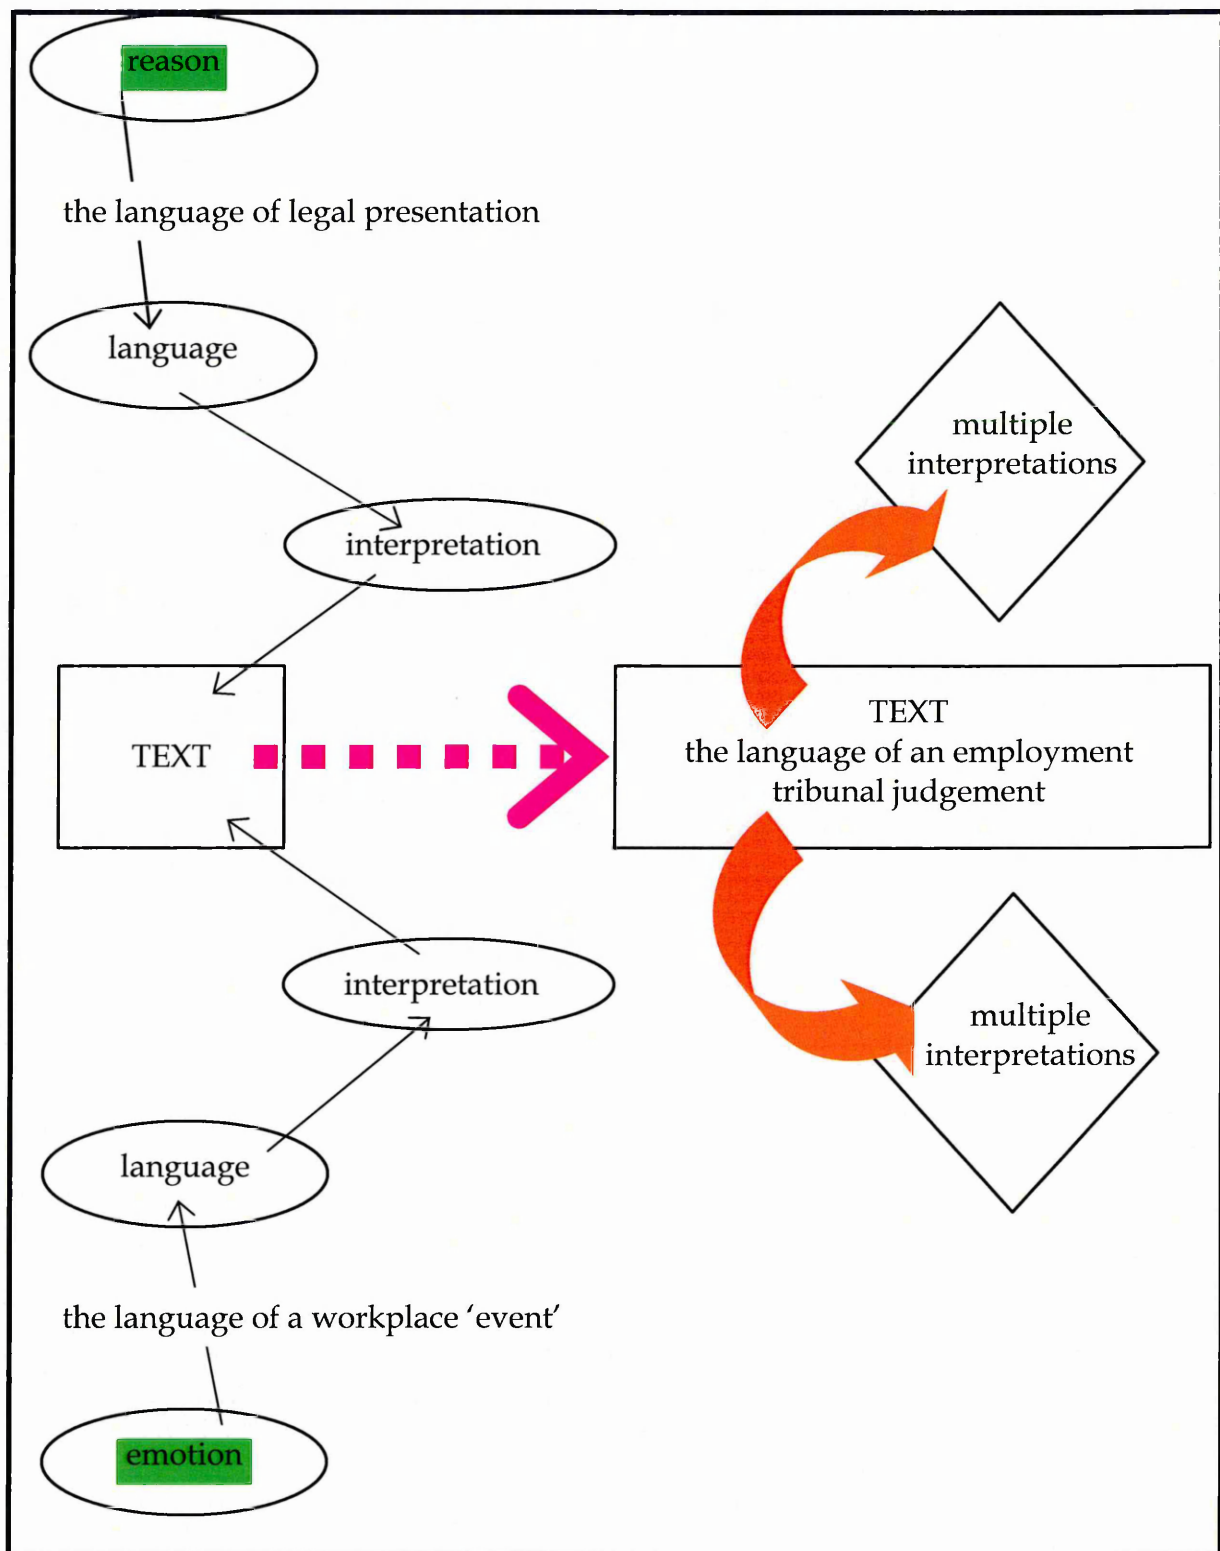 reason
the language of legal presentation
language
multiple
interpretations
interpretation
TEXT
TEXT
the language of an employment
tribunal judgement
interpretation
multiple
interpretations
language
the language of a workplace ‘event’
emotion